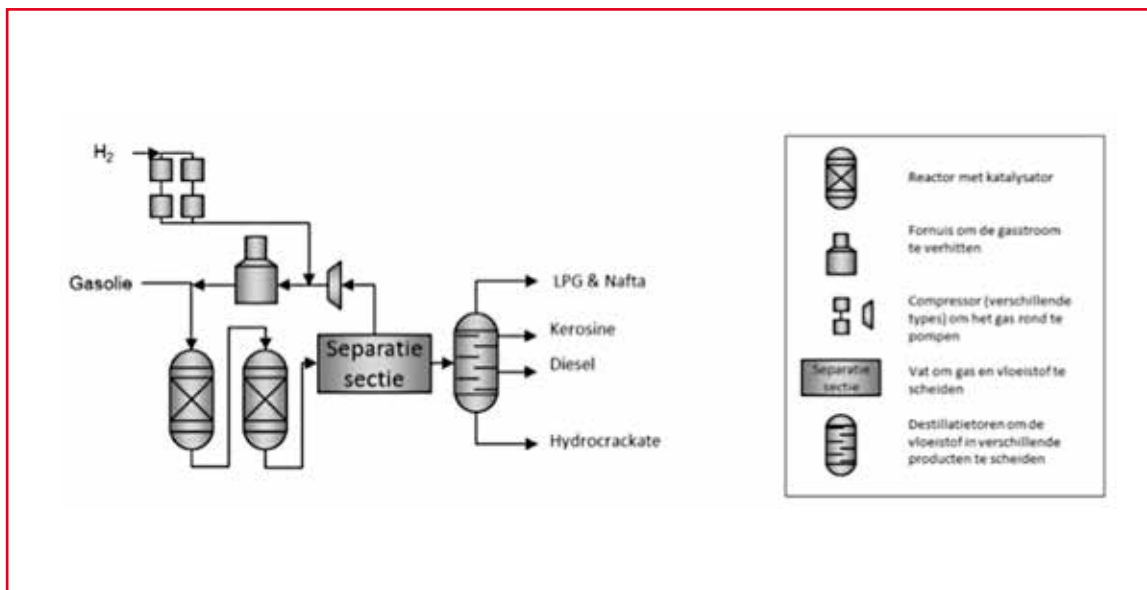 H₂
Gasolie
Separatie
sectie
LPG & Nafta
Kerosine
Diesel
Hydrocrackate
Reactor met katalysator
Fornuis om de gasstroom
te verhitten
Compressor (verschillende
types) om het gas rond te
pompen
Separatie
sectie
Vat om gas en vloeistof te
scheiden
Destillatietoren om de
vloeistof in verschillende
producten te scheiden